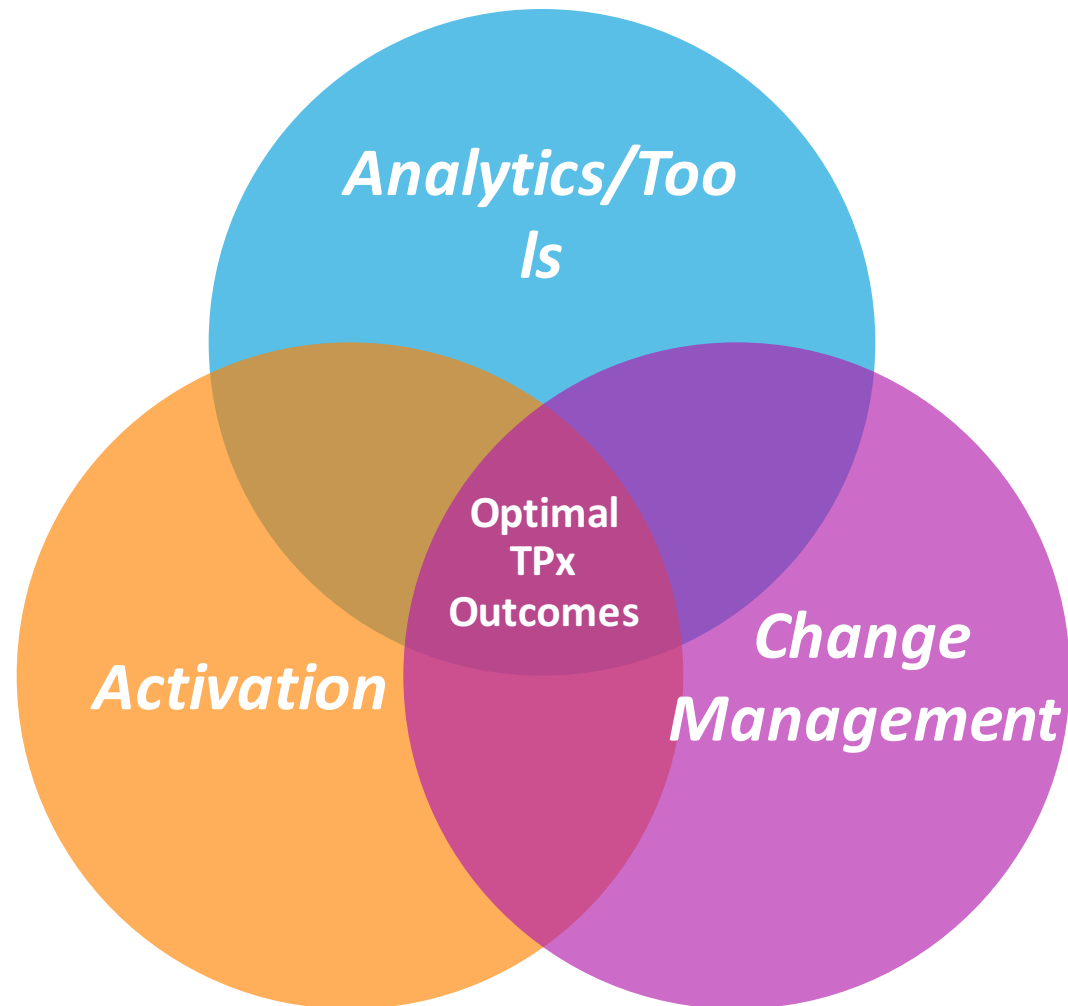 Analytics/Too
ls
Optimal
TPx
Outcomes
Activation
Change
Management